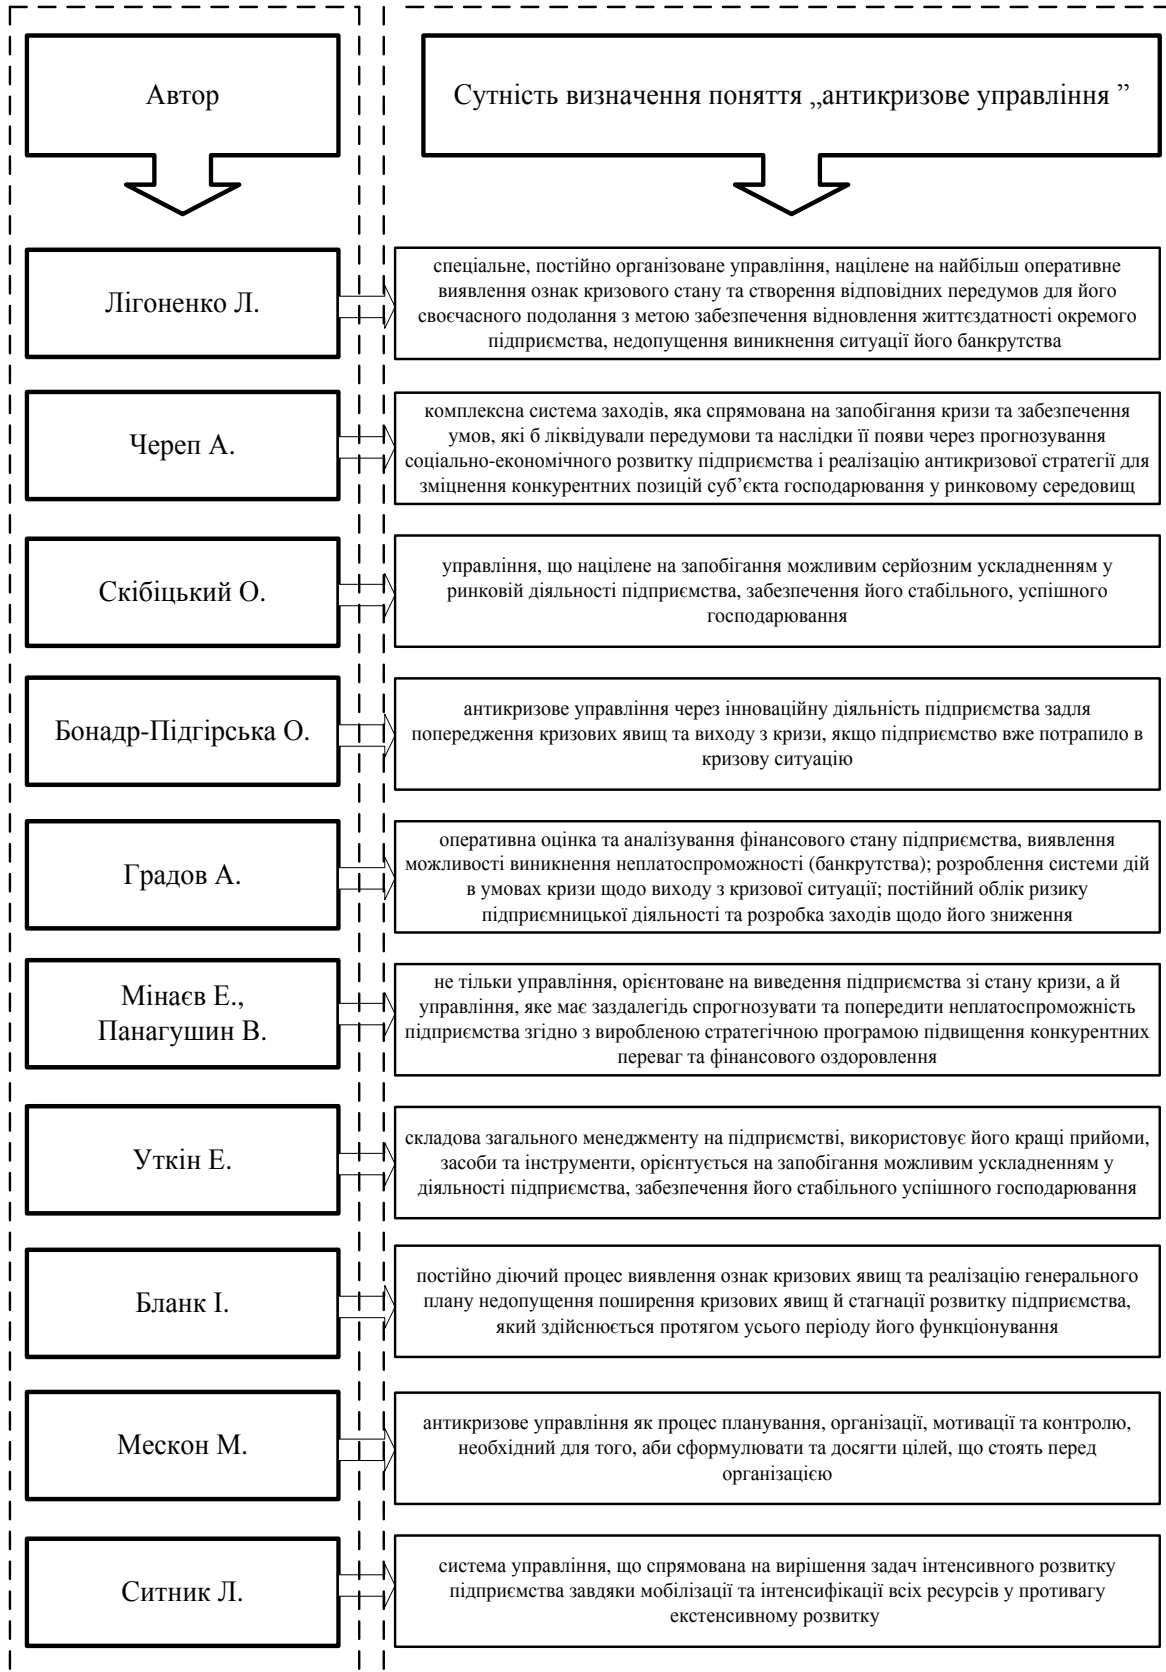 Автор
Сутність визначення поняття „антикризове управління ”
Лігоненко Л.
спеціальне, постійно організоване управління, націлене на найбільш оперативне
виявлення ознак кризового стану та створення відповідних передумов для його
своєчасного подолання з метою забезпечення відновлення життєздатності окремого
підприємства, недопущення виникнення ситуації його банкрутства
Череп А.
комплексна система заходів, яка спрямована на запобігання кризи та забезпечення
умов, які б ліквідували передумови та наслідки її появи через прогнозування
соціально-економічного розвитку підприємства і реалізацію антикризової стратегії для
зміцнення конкурентних позицій суб’єкта господарювання у ринковому середовищ
Скібіцький О.
управління, що націлене на запобігання можливим серйозним ускладненням у
ринковій діяльності підприємства, забезпечення його стабільного, успішного
господарювання
Бонадр-Підгірська О.
антикризове управління через інноваційну діяльність підприємства задля
попередження кризових явищ та виходу з кризи, якщо підприємство вже потрапило в
кризову ситуацію
Градов А.
оперативна оцінка та аналізування фінансового стану підприємства, виявлення
можливості виникнення неплатоспроможності (банкрутства); розроблення системи дій
в умовах кризи щодо виходу з кризової ситуації; постійний облік ризику
підприємницької діяльності та розробка заходів щодо його зниження
Мінаєв Е.,
Панагушин В.
не тільки управління, орієнтоване на виведення підприємства зі стану кризи, а й
управління, яке має заздалегідь спрогнозувати та попередити неплатоспроможність
підприємства згідно з виробленою стратегічною програмою підвищення конкурентних
переваг та фінансового оздоровлення
Уткін Е.
складова загального менеджменту на підприємстві, використовує його кращі прийоми,
засоби та інструменти, орієнтується на запобігання можливим ускладненням у
діяльності підприємства, забезпечення його стабільного успішного господарювання
Бланк І.
постійно діючий процес виявлення ознак кризових явищ та реалізацію генерального
плану недопущення поширення кризових явищ й стагнації розвитку підприємства,
який здійснюється протягом усього періоду його функціонування
Мескон М.
антикризове управління як процес планування, організації, мотивації та контролю,
необхідний для того, аби сформулювати та досягти цілей, що стоять перед
організацією
Ситник Л.
система управління, що спрямована на вирішення задач інтенсивного розвитку
підприємства завдяки мобілізації та інтенсифікації всіх ресурсів у противагу
екстенсивному розвитку